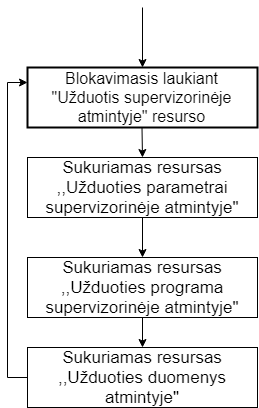 Blokavimasis laukiant
"Užduotis supervizorinėje
atmintyje" resurso
Sukuriamas resursas
,,Užduoties parametrai
supervizorinėje atmintyje"
Sukuriamas resursas
,,Užduoties programa
supervizorinėje atmintyje"
Sukuriamas resursas
,,Užduoties duomenys
atmintyje"